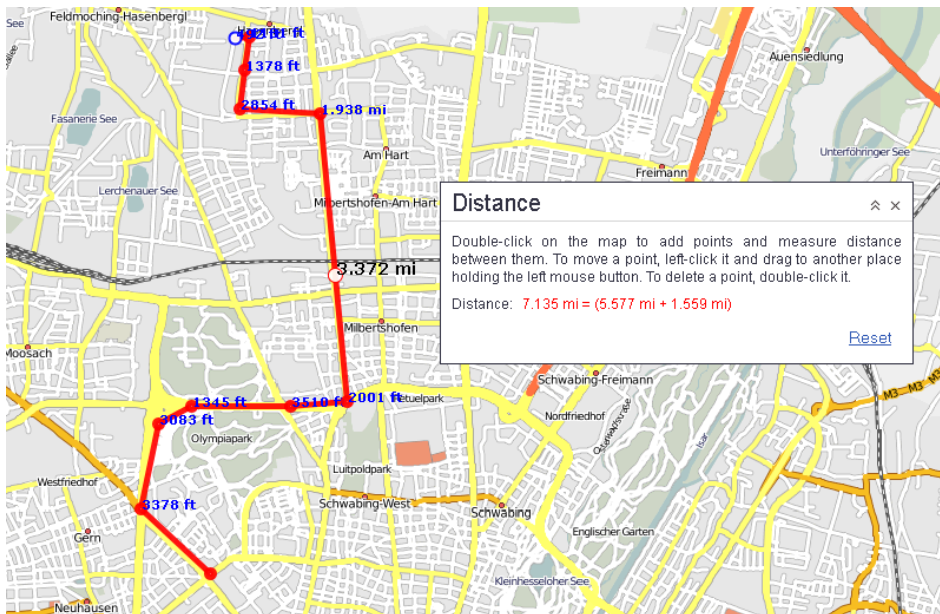 Feldmoching-Hasenbergl
See
Auensiedlung
1378 ft
2854 ft
1.938 mi
Fasanerie See
Am Hart
Unterföhringer See
Freimann
Lerchenauer See
Milbertshofen-Am Hart
Distance
Double-click on the map to add points and measure distance
between them. To move a point, left-click it and drag to another place
holding the left mouse button. To delete a point, double-click it.
Distance: 7.135 mi = (5.577 mi + 1.559 mi)
Reset
3.372 mi
Milbertshofen
Moosach
Schwabing-Freimann
M3 M3 M3
1345 ft
3510 ft
2001 ft
3083 ft
Nordfriedhof
Olympiapark
Isar
Luitpoldpark
Westfriedhof
Schwabing-West
3378 ft
Schwabing
Gern
Englischer Garten
Kleinhesseloher See
Neuhausen